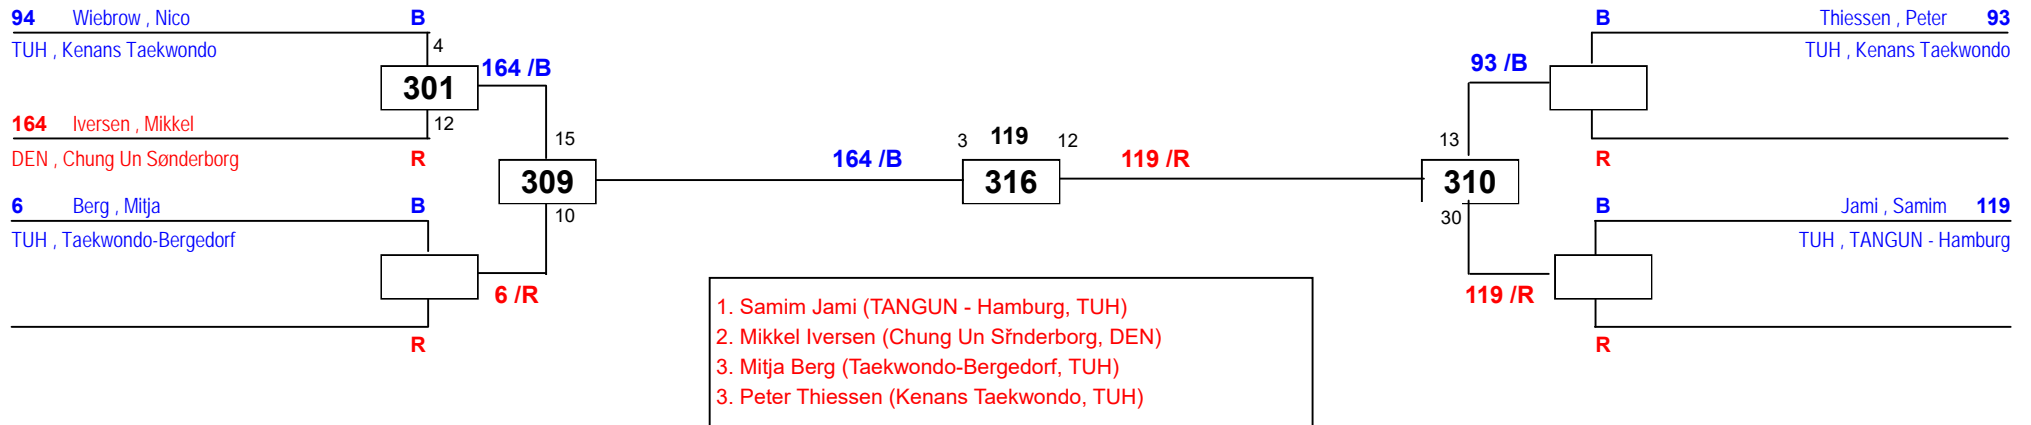 94 Wiebrow , Nico B
TUH , Kenans Taekwondo
4
301
164 /B
12
164 Iversen , Mikkel
DEN , Chung Un Sønderborg R
15
309
10
6 Berg , Mitja B
TUH , Taekwondo-Bergedorf
6 /R
R
164 /B
3 119 12
316
119 /R
B Thiessen , Peter 93
TUH , Kenans Taekwondo
93 /B
R
13
310
30
B Jami , Samim 119
TUH , TANGUN - Hamburg
119 /R
R
1. Samim Jami (TANGUN - Hamburg, TUH)
2. Mikkel Iversen (Chung Un Sřnderborg, DEN)
3. Mitja Berg (Taekwondo-Bergedorf, TUH)
3. Peter Thiessen (Kenans Taekwondo, TUH)